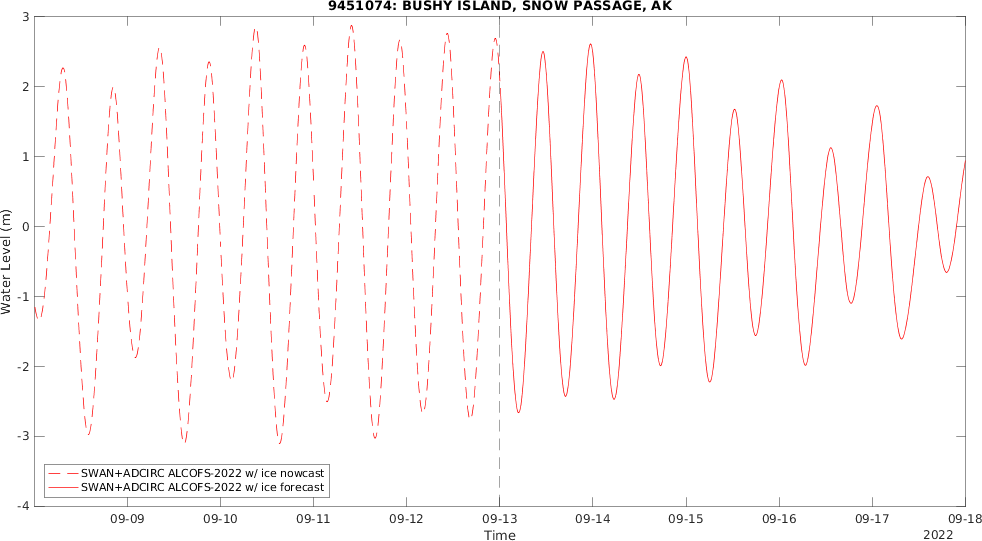 9451074: BUSHY ISLAND, SNOW PASSAGE, AK
Water Level (m)
3
2
1
0
-1
-2
-3
-4
SWAN+ADCIRC ALCOFS-2022 w/ ice nowcast
SWAN+ADCIRC ALCOFS-2022 w/ ice forecast
09-09 09-10 09-11 09-12 09-13 09-14 09-15 09-16 09-17 09-18
Time
2022